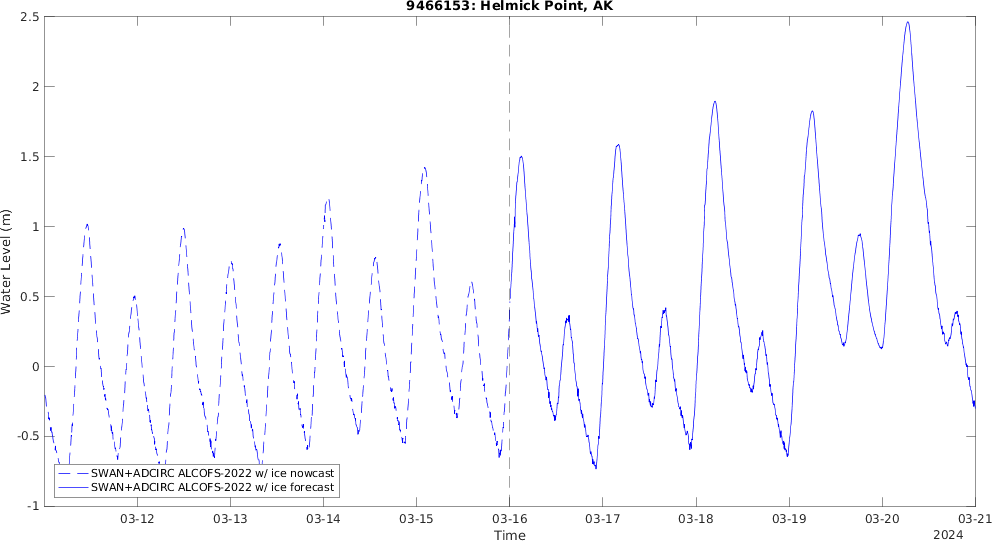 9466153: Helmick Point, AK
2.5
2
1.5
1
0.5
0
-0.5
-1
Water Level (m)
SWAN+ADCIRC ALCOFS-2022 w/ ice nowcast
SWAN+ADCIRC ALCOFS-2022 w/ ice forecast
03-12 03-13 03-14 03-15 03-16 03-17 03-18 03-19 03-20 03-21
Time
2024